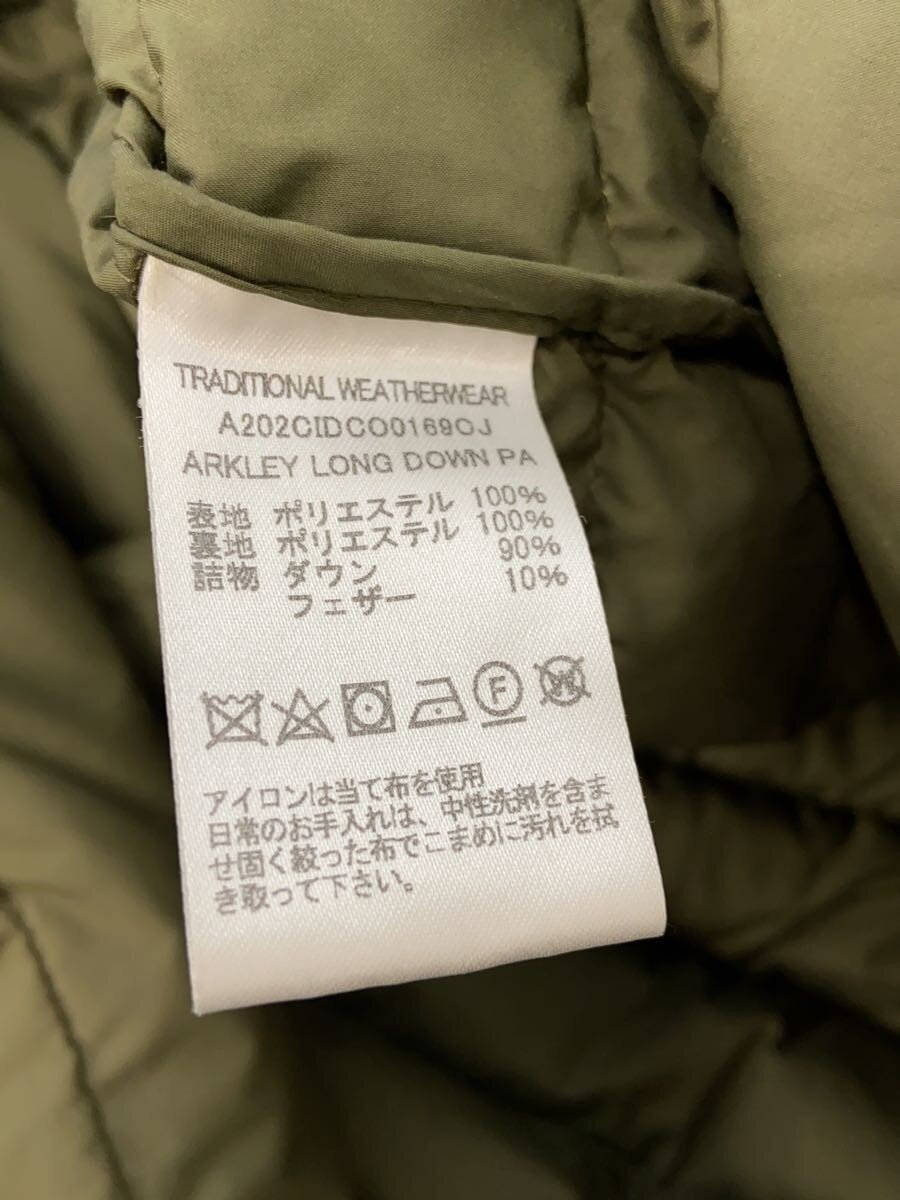 TRADITIONAL WEATHERWEAR
A202CIDCO0169CJ
ARKLEY LONG DOWN PA
表地 ポリエステル 100%
裏地 ポリエステル 100%
詰物 ダウン 90%
フェザー 10%
F
W
アイロンは当て布を使用
日常のお手入れは、中性洗剤を含ま
せ固く絞った布でこまめに汚れを拭
き取って下さい。